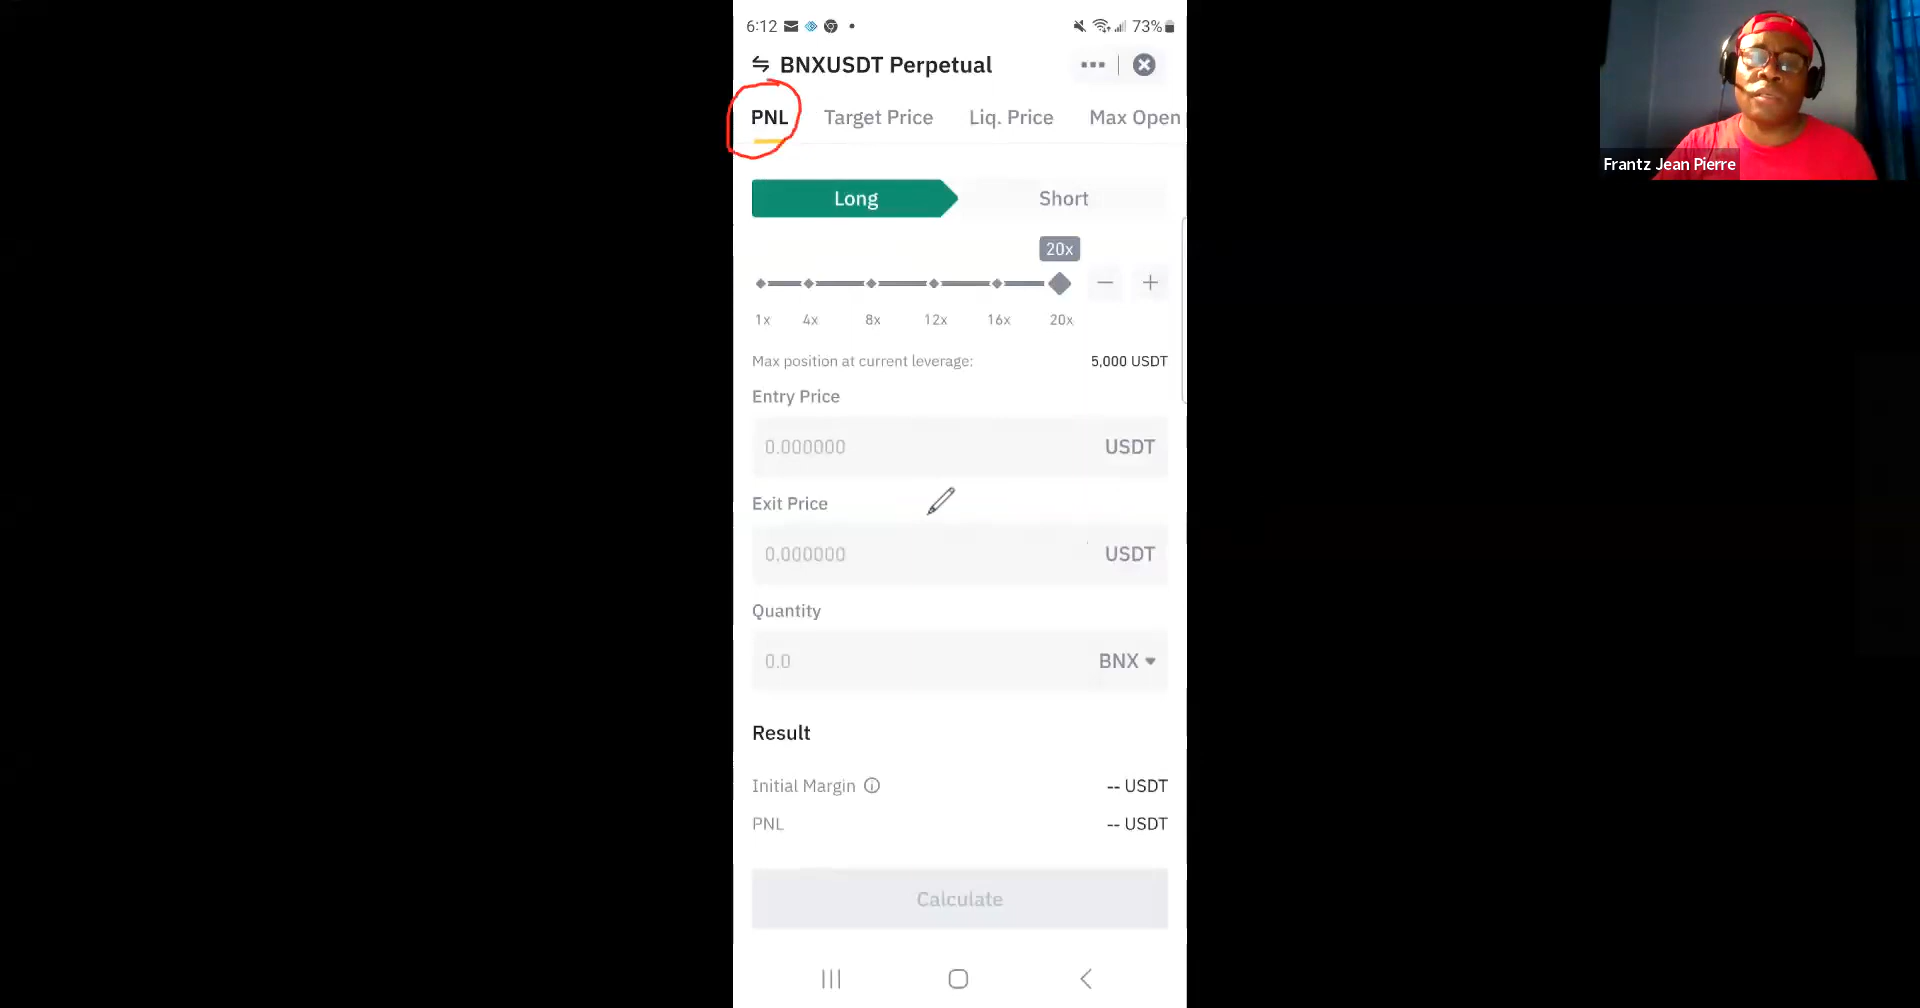 6:12 73%
BNXUSDT Perpetual
PNL Target Price Liq. Price Max Open
Long Short
20x
1x 4x 8x 12x 16x 20x
Max position at current leverage: 5,000 USDT
Entry Price
0.000000 USDT
Exit Price
0.000000 USDT
Quantity
0.0 BNX
Result
Initial Margin -- USDT
PNL -- USDT
Calculate
Frantz Jean Pierre